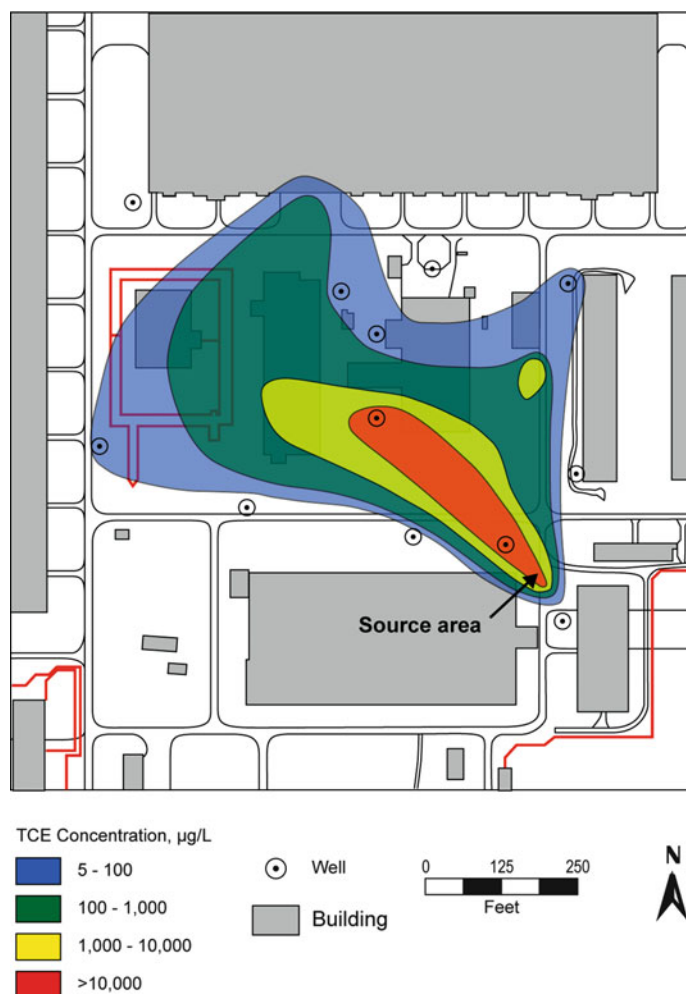 Source area
TCE Concentration, µg/L
5 - 100
100 - 1,000
1,000 - 10,000
>10,000
Well
Building
0 125 250
Feet
N